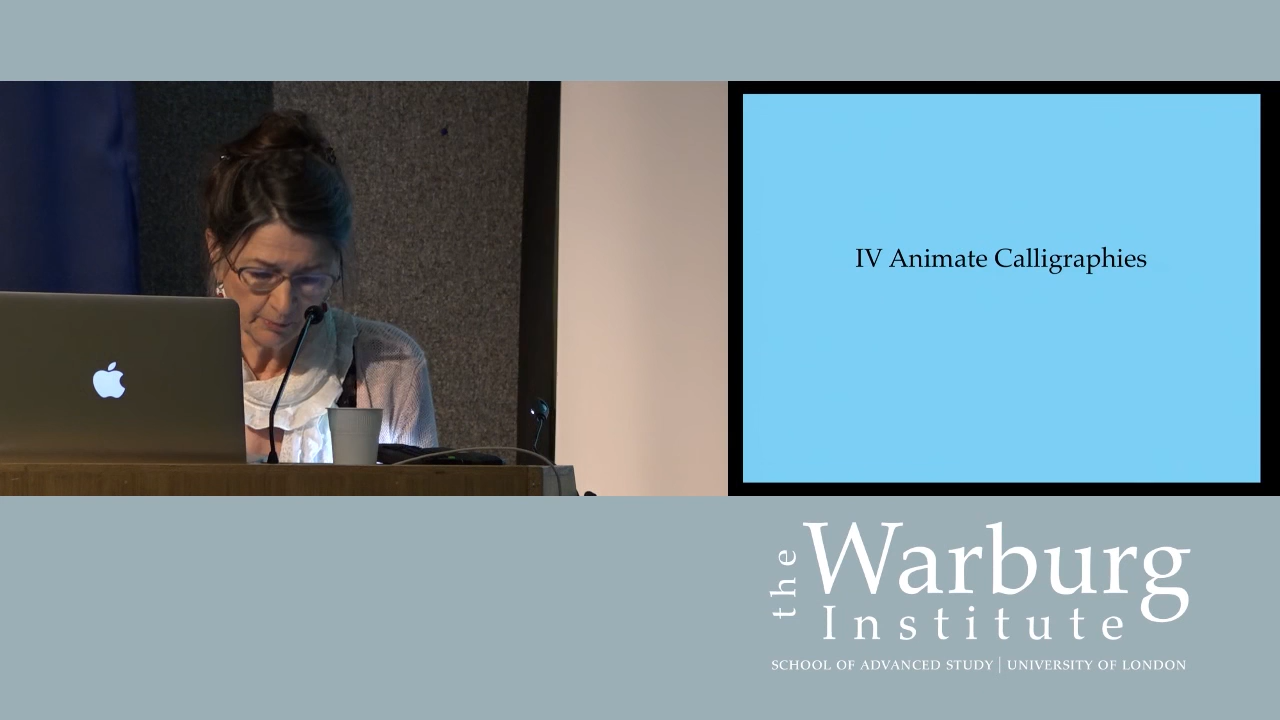 IV Animate Calligraphies
the
Warburg
Institute
SCHOOL OF ADVANCED STUDY | UNIVERSITY OF LONDON